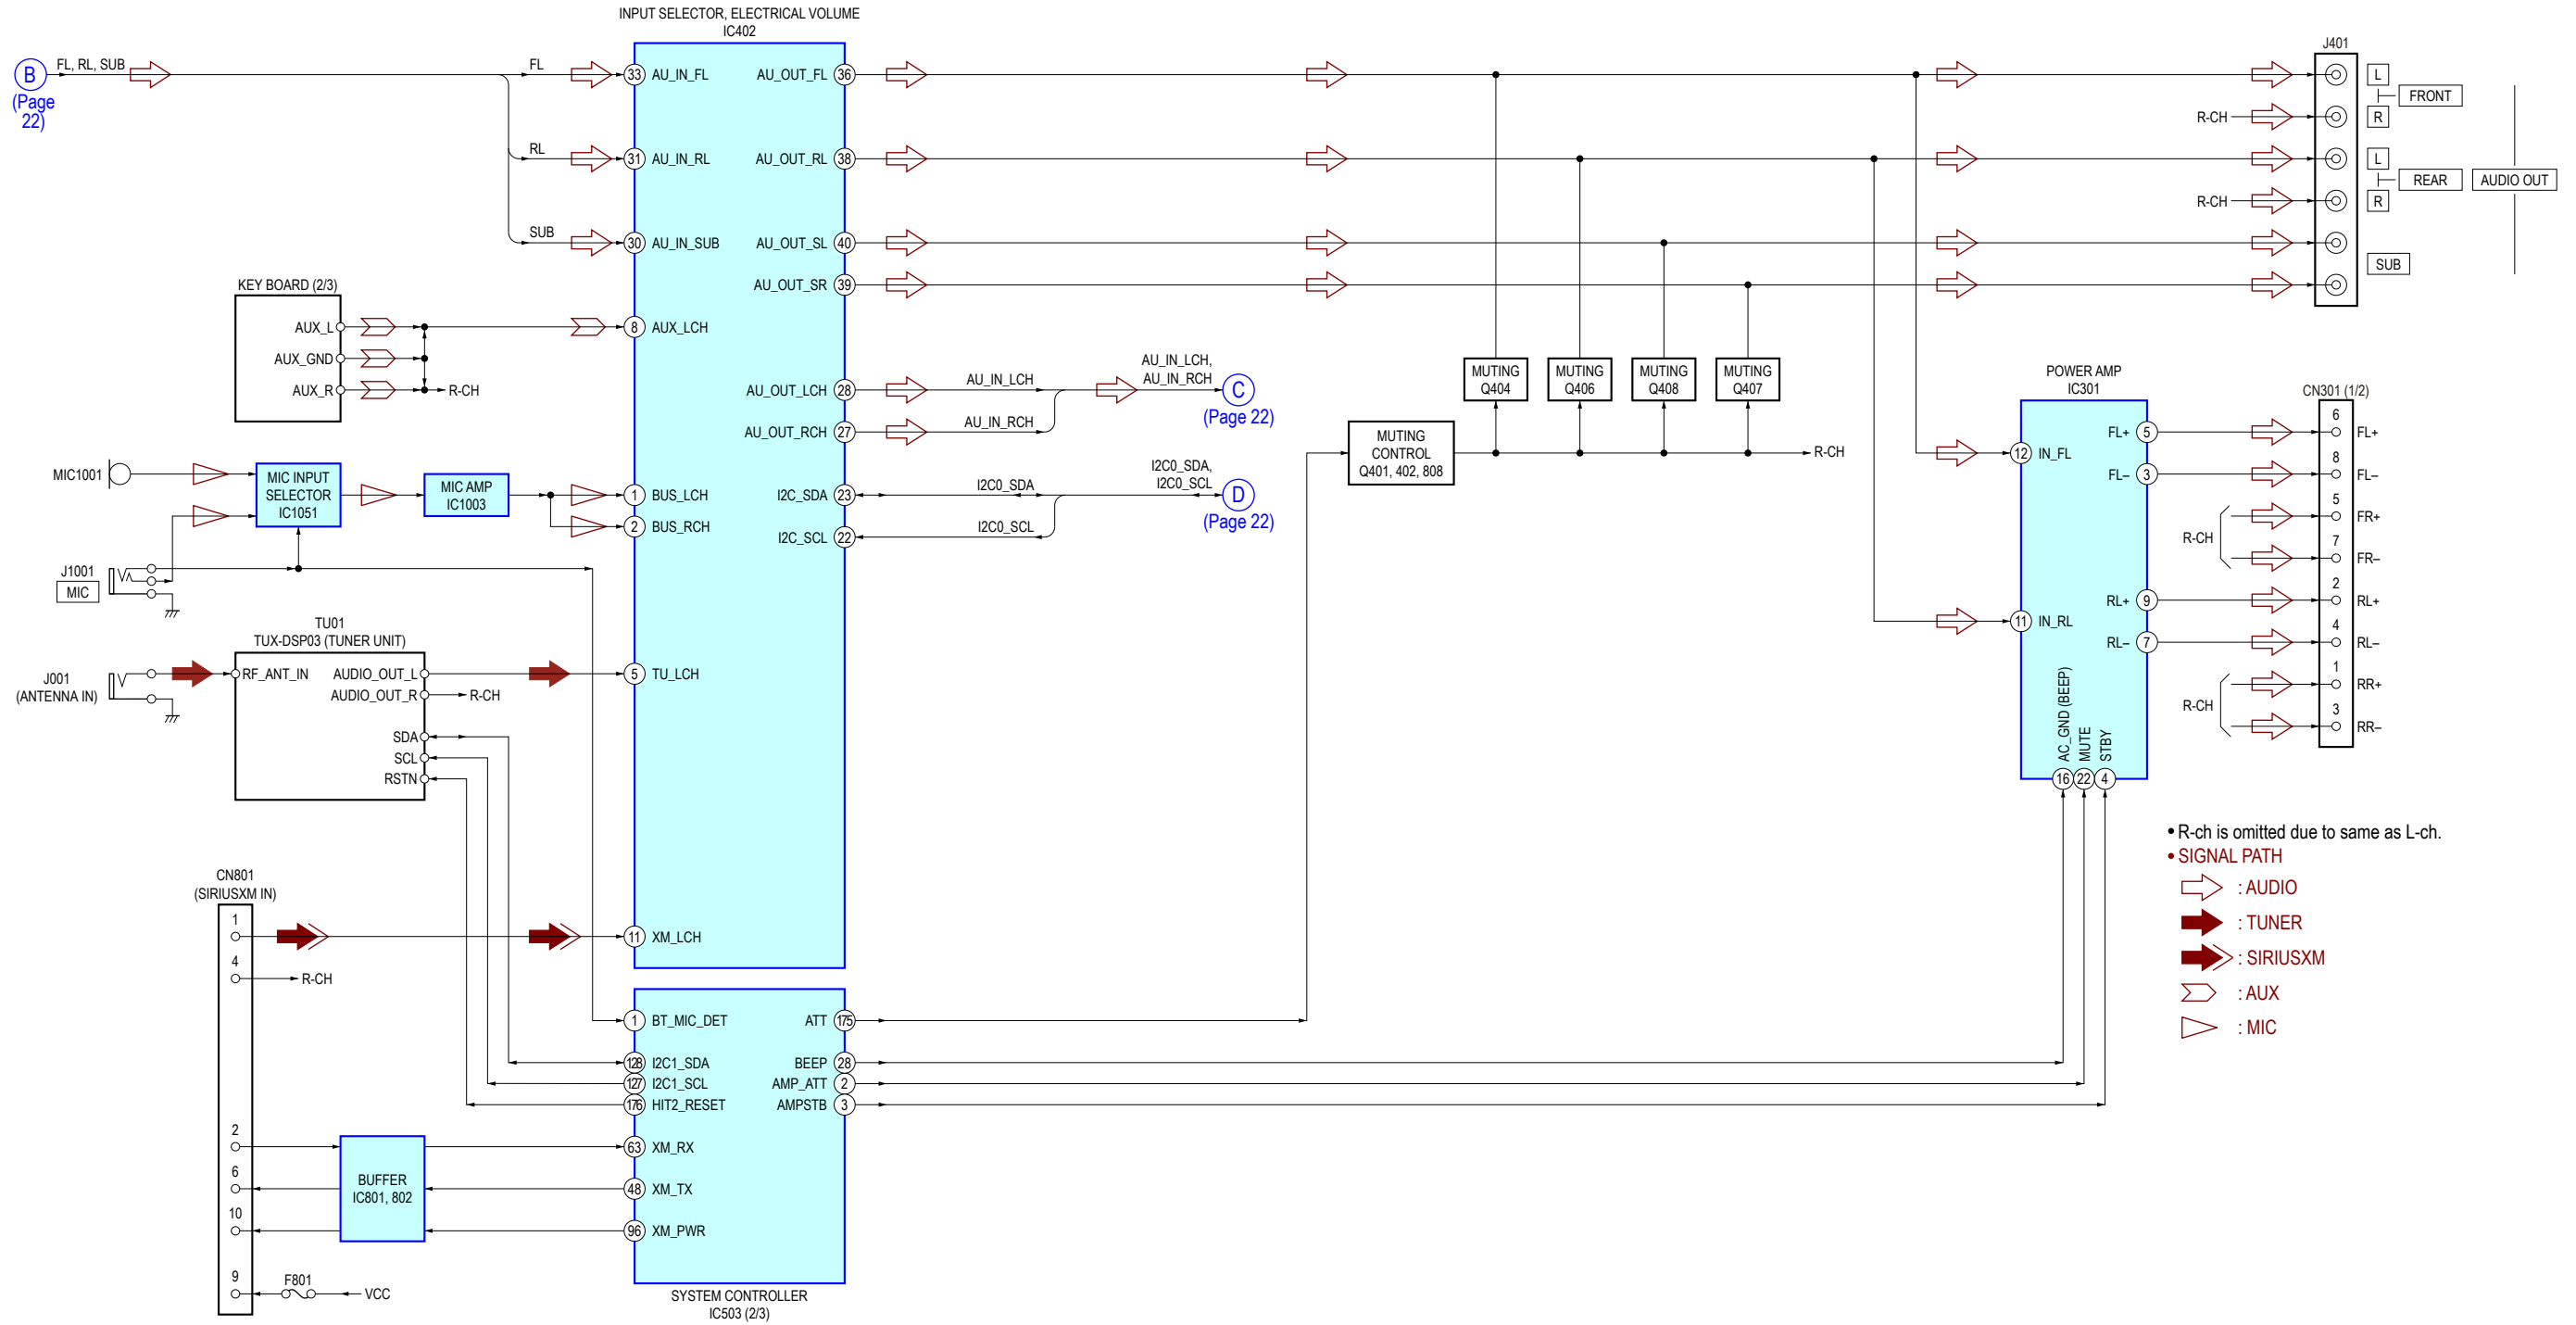 INPUT SELECTOR, ELECTRICAL VOLUME
IC402
B
(Page
22)
FL, RL, SUB
FL
33 AU_IN_FL
RL
31 AU_IN_RL
SUB
30 AU_IN_SUB
KEY BOARD (2/3)
AUX_L
AUX_GND
AUX_R
R-CH
8 AUX_LCH
MIC1001
MIC INPUT
SELECTOR
IC1051
MIC AMP
IC1003
1 BUS_LCH
2 BUS_RCH
J1001
MIC
TU01
TUX-DSP03 (TUNER UNIT)
J001
(ANTENNA IN)
RF_ANT_IN
AUDIO_OUT_L
AUDIO_OUT_R
R-CH
SDA
SCL
RSTN
5 TU_LCH
CN801
(SIRIUSXM IN)
1
4
R-CH
2
6
10
9
11 XM_LCH
BUFFER
IC801, 802
F801
VCC
AU_OUT_FL 36
AU_OUT_RL 38
AU_OUT_SL 40
AU_OUT_SR 39
AU_OUT_LCH 28
AU_OUT_RCH 27
I2C_SDA 23
I2C_SCL 22
AU_IN_LCH
AU_IN_RCH
AU_IN_LCH,
AU_IN_RCH
C
(Page 22)
I2C0_SDA
I2C0_SCL
I2C0_SDA,
I2C0_SCL
D
(Page 22)
1 BT_MIC_DET
128 I2C1_SDA
127 I2C1_SCL
176 HIT2_RESET
63 XM_RX
48 XM_TX
96 XM_PWR
ATT 175
BEEP 28
AMP_ATT 2
AMPSTB 3
SYSTEM CONTROLLER
IC503 (2/3)
MUTING
CONTROL
Q401, 402, 808
MUTING
Q404
MUTING
Q406
MUTING
Q408
MUTING
Q407
R-CH
J401
L
R-CH
R
FRONT
L
R-CH
R
REAR
SUB
AUDIO OUT
POWER AMP
IC301
12 IN_FL
11 IN_RL
FL+ 5
FL– 3
RL+ 9
RL– 7
AC_GND (BEEP)
MUTE
STBY
16 22 4
CN301 (1/2)
6
FL+
8
FL–
5
FR+
R-CH
7
FR–
2
RL+
4
RL–
1
RR+
R-CH
3
RR–
• R-ch is omitted due to same as L-ch.
• SIGNAL PATH
: AUDIO
: TUNER
: SIRIUSXM
: AUX
: MIC